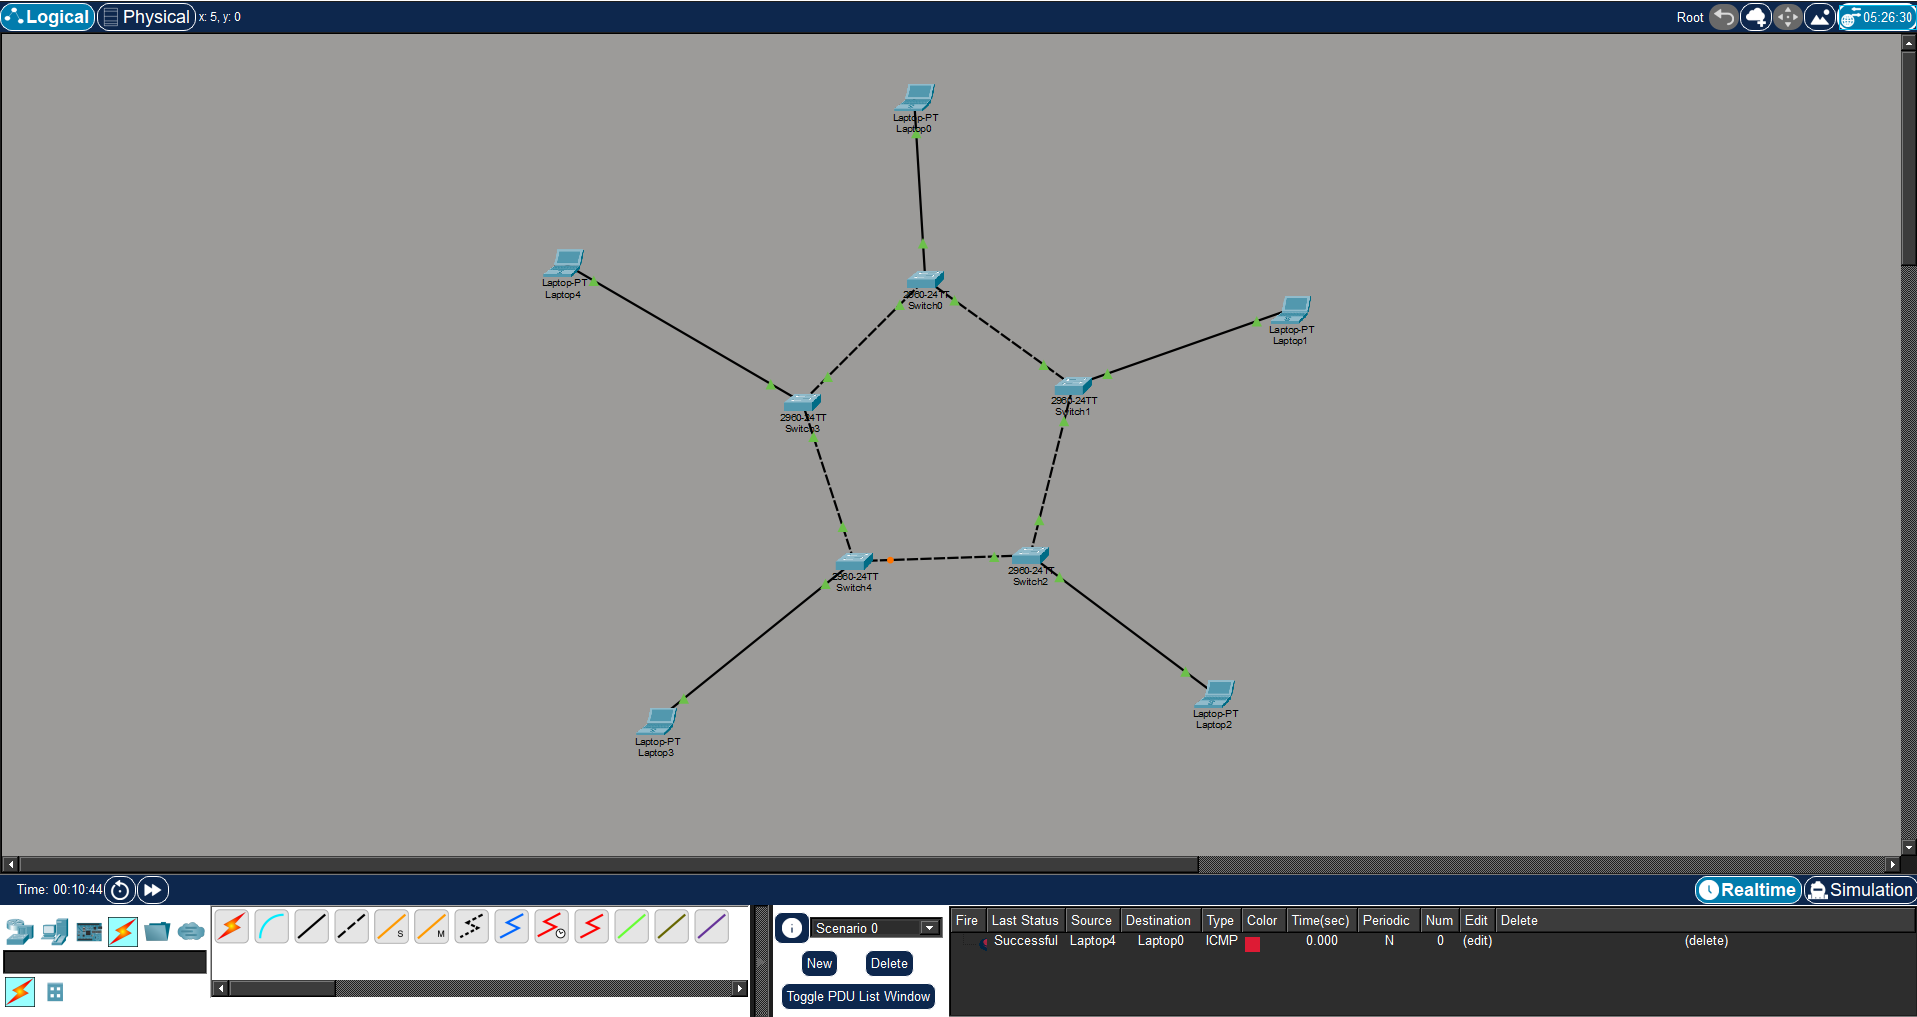 Logical Physical x: 5, y: 0 Root 05:26:30
Laptop-PT
Laptop0
Laptop-PT
Laptop4
2960-24TT
Switch0
Laptop-PT
Laptop1
2960-24TT
Switch1
2960-24TT
Switch3
2960-24TT
Switch4
2960-24TT
Switch2
Laptop-PT
Laptop2
Laptop-PT
Laptop3
Time: 00:10:44 Realtime Simulation
S M
Scenario 0
New Delete
Toggle PDU List Window
Fire Last Status Source Destination Type Color Time(sec) Periodic Num Edit Delete
Successful Laptop4 Laptop0 ICMP 0.000 N 0 (edit) (delete)